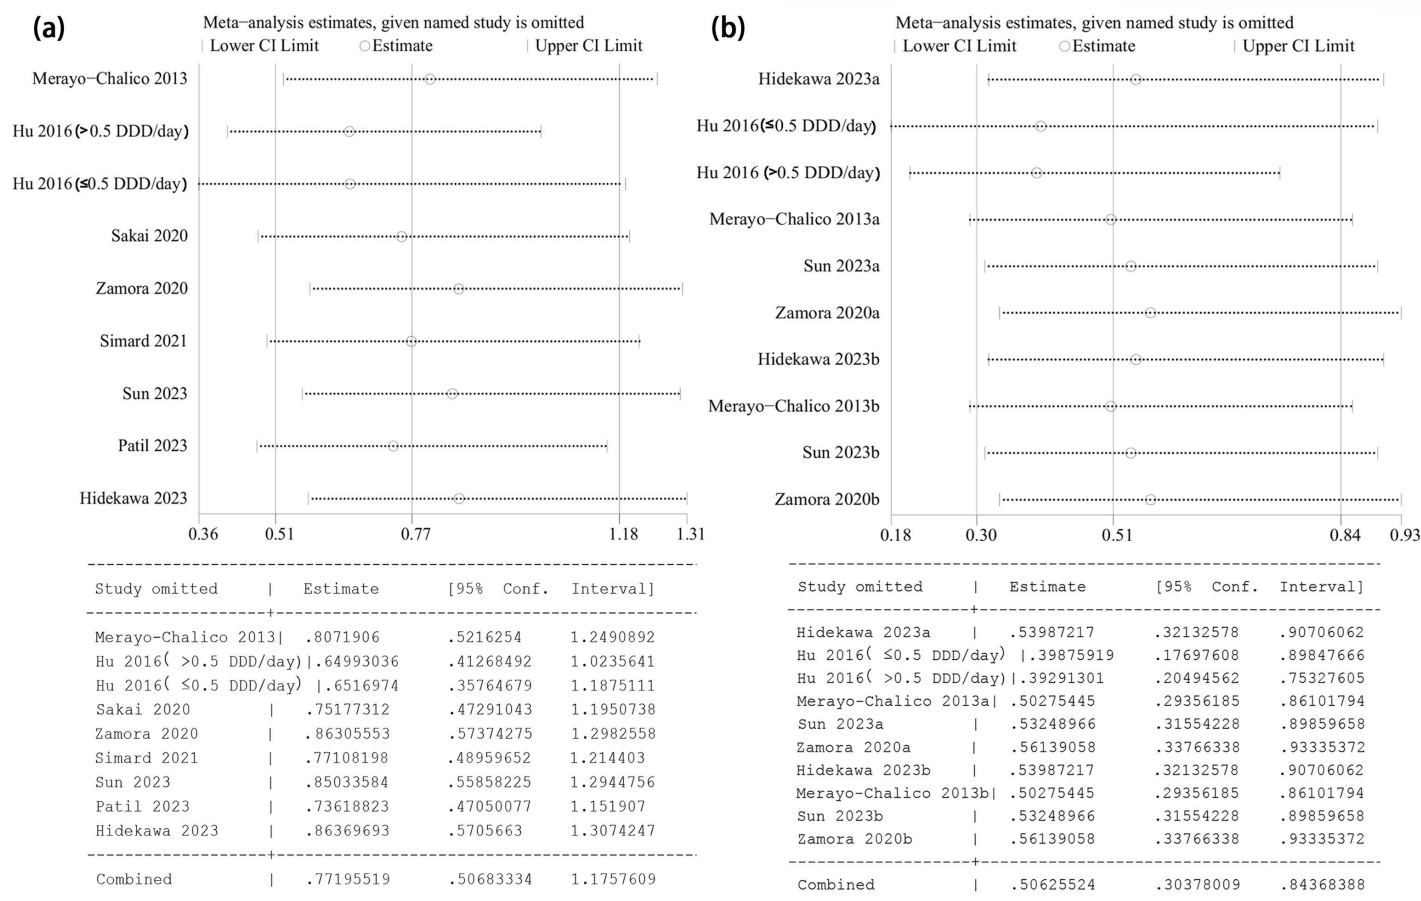 (a)
Meta−analysis estimates, given named study is omitted
Lower CI Limit Estimate Upper CI Limit
Merayo−Chalico 2013
Hu 2016(>0.5 DDD/day)
Hu 2016(≤0.5 DDD/day)
Sakai 2020
Zamora 2020
Simard 2021
Sun 2023
Patil 2023
Hidekawa 2023
0.36 0.51 0.77 1.18 1.31
Study omitted | Estimate [95% Conf. Interval]
Merayo-Chalico 2013| .8071906 .5216254 1.2490892
Hu 2016( >0.5 DDD/day)|.64993036 .41268492 1.0235641
Hu 2016( ≤0.5 DDD/day) |.6516974 .35764679 1.1875111
Sakai 2020 | .75177312 .47291043 1.1950738
Zamora 2020 | .86305553 .57374275 1.2982558
Simard 2021 | .77108198 .48959652 1.214403
Sun 2023 | .85033584 .55858225 1.2944756
Patil 2023 | .73618823 .47050077 1.151907
Hidekawa 2023 | .86369693 .5705663 1.3074247
Combined | .77195519 .50683334 1.1757609
(b)
Meta−analysis estimates, given named study is omitted
Lower CI Limit Estimate Upper CI Limit
Hidekawa 2023a
Hu 2016(≤0.5 DDD/day)
Hu 2016 (>0.5 DDD/day)
Merayo−Chalico 2013a
Sun 2023a
Zamora 2020a
Hidekawa 2023b
Merayo−Chalico 2013b
Sun 2023b
Zamora 2020b
0.18 0.30 0.51 0.84 0.93
Study omitted | Estimate [95% Conf. Interval]
Hidekawa 2023a | .53987217 .32132578 .90706062
Hu 2016( ≤0.5 DDD/day) |.39875919 .17697608 .89847666
Hu 2016( >0.5 DDD/day)|.39291301 .20494562 .75327605
Merayo-Chalico 2013a| .50275445 .29356185 .86101794
Sun 2023a | .53248966 .31554228 .89859658
Zamora 2020a | .56139058 .33766338 .93335372
Hidekawa 2023b | .53987217 .32132578 .90706062
Merayo-Chalico 2013b| .50275445 .29356185 .86101794
Sun 2023b | .53248966 .31554228 .89859658
Zamora 2020b | .56139058 .33766338 .93335372
Combined | .50625524 .30378009 .84368388